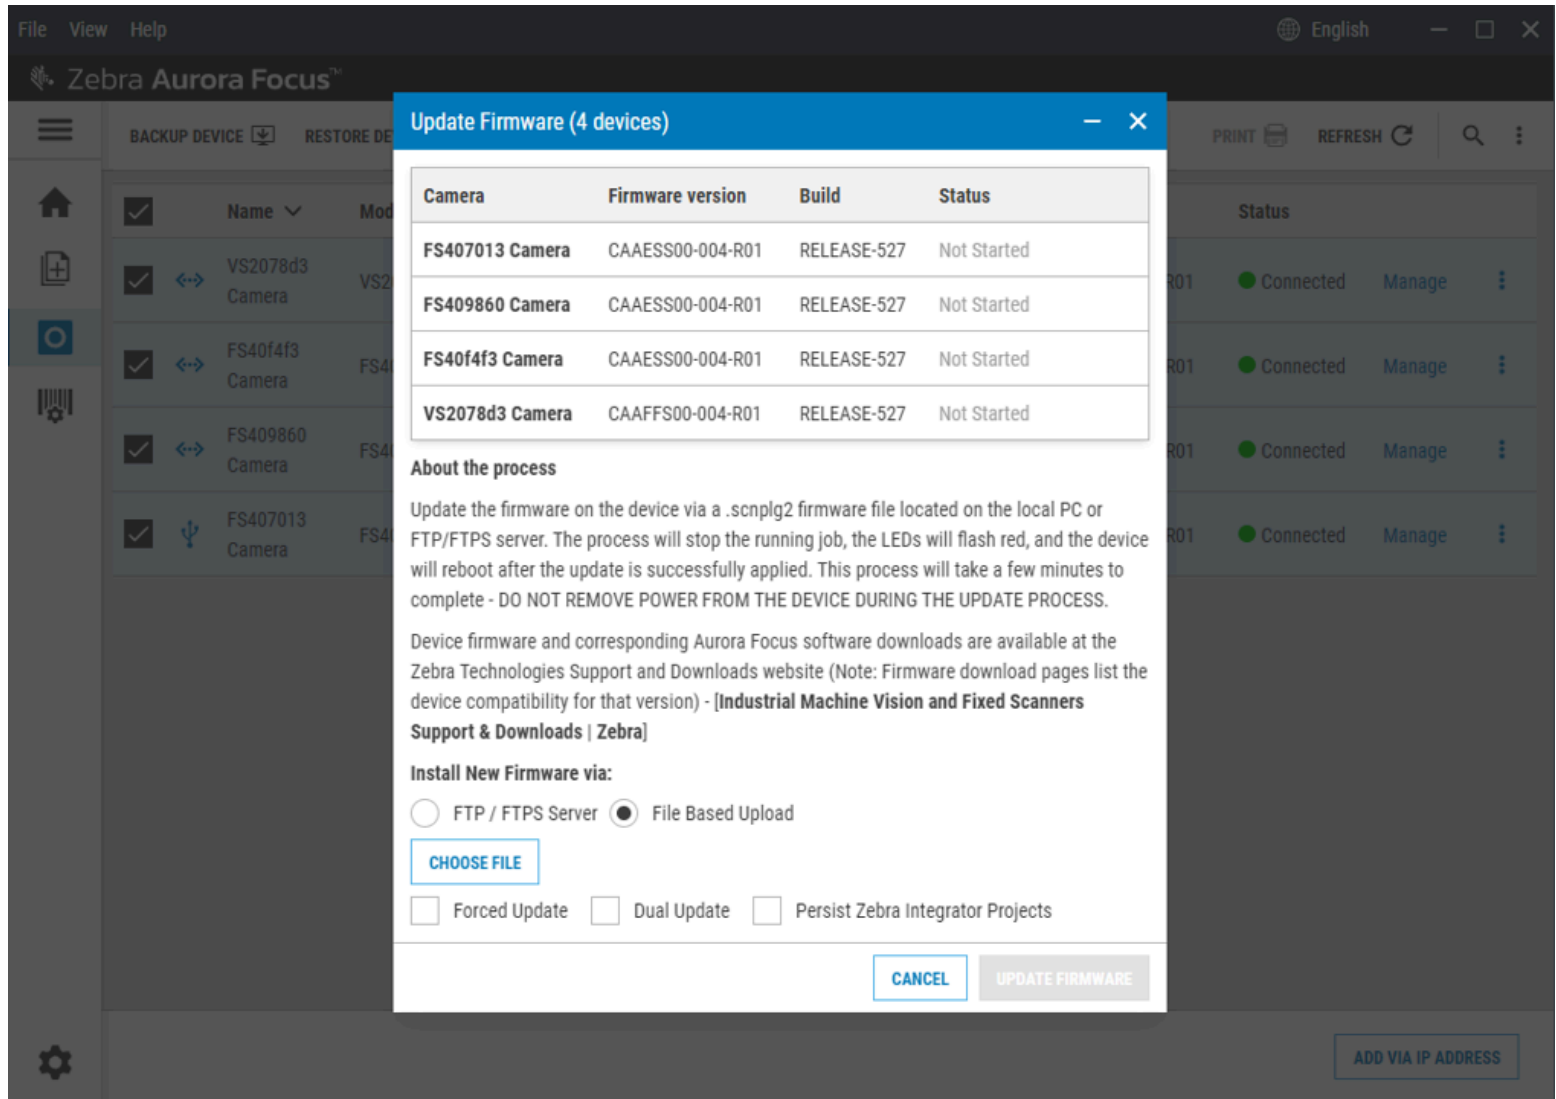 File View Help English
Zebra Aurora Focus™
BACKUP DEVICE RESTORE DE PRINT REFRESH
Name Mod Status
VS2078d3 Camera VS2 R01 Connected Manage
FS40f4f3 Camera FS4 R01 Connected Manage
FS409860 Camera FS4 R01 Connected Manage
FS407013 Camera FS4 R01 Connected Manage
Update Firmware (4 devices)
Camera Firmware version Build Status
FS407013 Camera CAAESS00-004-R01 RELEASE-527 Not Started
FS409860 Camera CAAESS00-004-R01 RELEASE-527 Not Started
FS40f4f3 Camera CAAESS00-004-R01 RELEASE-527 Not Started
VS2078d3 Camera CAAFFS00-004-R01 RELEASE-527 Not Started
About the process
Update the firmware on the device via a .scnplg2 firmware file located on the local PC or
FTP/FTPS server. The process will stop the running job, the LEDs will flash red, and the device
will reboot after the update is successfully applied. This process will take a few minutes to
complete - DO NOT REMOVE POWER FROM THE DEVICE DURING THE UPDATE PROCESS.
Device firmware and corresponding Aurora Focus software downloads are available at the
Zebra Technologies Support and Downloads website (Note: Firmware download pages list the
device compatibility for that version) - [Industrial Machine Vision and Fixed Scanners
Support & Downloads | Zebra]
Install New Firmware via:
FTP / FTPS Server File Based Upload
CHOOSE FILE
Forced Update Dual Update Persist Zebra Integrator Projects
CANCEL UPDATE FIRMWARE
ADD VIA IP ADDRESS